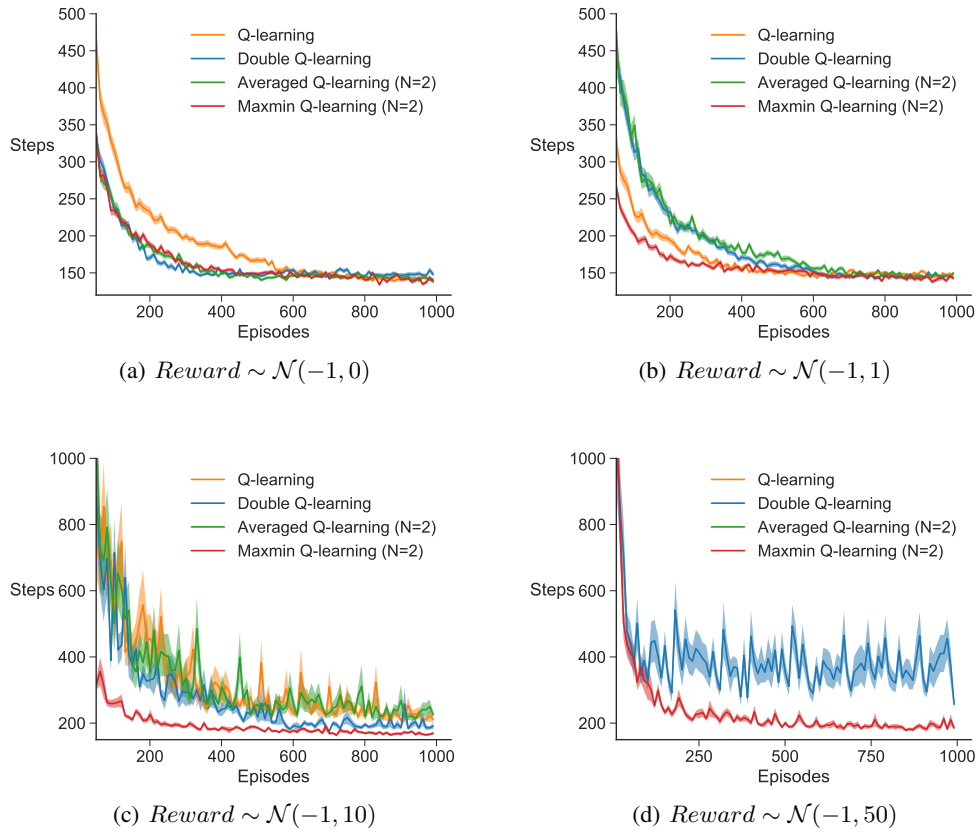 500
450
400
350
Steps
300
250
200
150
200
400
600
800
1000
Episodes
Q-learning
Double Q-learning
Averaged Q-learning (N=2)
Maxmin Q-learning (N=2)
(a) Reward ∼ N(−1, 0)
500
450
400
350
Steps
300
250
200
150
200
400
600
800
1000
Episodes
Q-learning
Double Q-learning
Averaged Q-learning (N=2)
Maxmin Q-learning (N=2)
(b) Reward ∼ N(−1, 1)
1000
800
Steps
600
400
200
200
400
600
800
1000
Episodes
Q-learning
Double Q-learning
Averaged Q-learning (N=2)
Maxmin Q-learning (N=2)
(c) Reward ∼ N(−1, 10)
1000
800
Steps
600
400
200
250
500
750
1000
Episodes
Q-learning
Double Q-learning
Averaged Q-learning (N=2)
Maxmin Q-learning (N=2)
(d) Reward ∼ N(−1, 50)